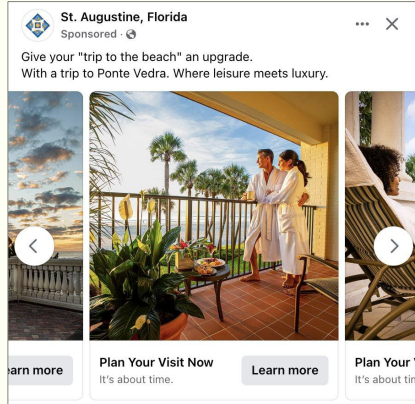 St. Augustine, Florida
Sponsored ·
Give your "trip to the beach" an upgrade.
With a trip to Ponte Vedra. Where leisure meets luxury.
earn more
Plan Your Visit Now
It's about time.
Learn more
Plan Your
It's about tim